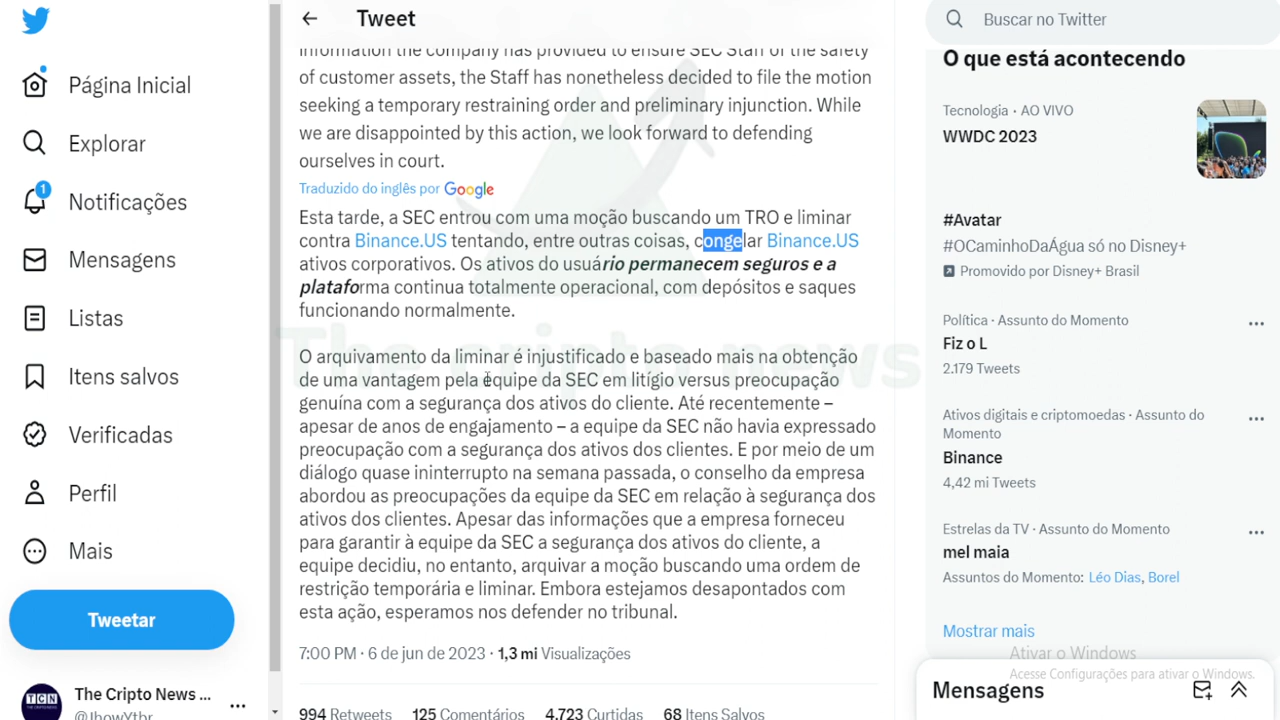 Tweet
Buscar no Twitter
information the company has provided to ensure SEC Staff of the safety
of customer assets, the Staff has nonetheless decided to file the motion
seeking a temporary restraining order and preliminary injunction. While
we are disappointed by this action, we look forward to defending
ourselves in court.
Traduzido do inglês por Google
Esta tarde, a SEC entrou com uma moção buscando um TRO e liminar
contra Binance.US tentando, entre outras coisas, congelar Binance.US
ativos corporativos. Os ativos do usuário permanecem seguros e a
plataforma continua totalmente operacional, com depósitos e saques
funcionando normalmente.
O arquivamento da liminar é injustificado e baseado mais na obtenção
de uma vantagem pela equipe da SEC em litígio versus preocupação
genuína com a segurança dos ativos do cliente. Até recentemente –
apesar de anos de engajamento – a equipe da SEC não havia expressado
preocupação com a segurança dos ativos dos clientes. E por meio de um
diálogo quase ininterrupto na semana passada, o conselho da empresa
abordou as preocupações da equipe da SEC em relação à segurança dos
ativos dos clientes. Apesar das informações que a empresa forneceu
para garantir à equipe da SEC a segurança dos ativos do cliente, a
equipe decidiu, no entanto, arquivar a moção buscando uma ordem de
restrição temporária e liminar. Embora estejamos desapontados com
esta ação, esperamos nos defender no tribunal.
7:00 PM · 6 de jun de 2023 · 1,3 mi Visualizações
994 Retweets 125 Comentários 4.723 Curtidas 68 Itens Salvos
The cripto news
Página Inicial
Explorar
1
Notificações
Mensagens
Listas
Itens salvos
Verificadas
Perfil
Mais
Tweetar
TCN
The Cripto News ...
@JhowYtbr
O que está acontecendo
Tecnologia · AO VIVO
WWDC 2023
#Avatar
#OCaminhoDaÁgua só no Disney+
Promovido por Disney+ Brasil
Política · Assunto do Momento
Fiz o L
2.179 Tweets
Ativos digitais e criptomoedas · Assunto do
Momento
Binance
4,42 mi Tweets
Estrelas da TV · Assunto do Momento
mel maia
Assuntos do Momento: Léo Dias, Borel
Mostrar mais
Ativar o Windows
Acesse Configurações para ativar o Windows.
Mensagens